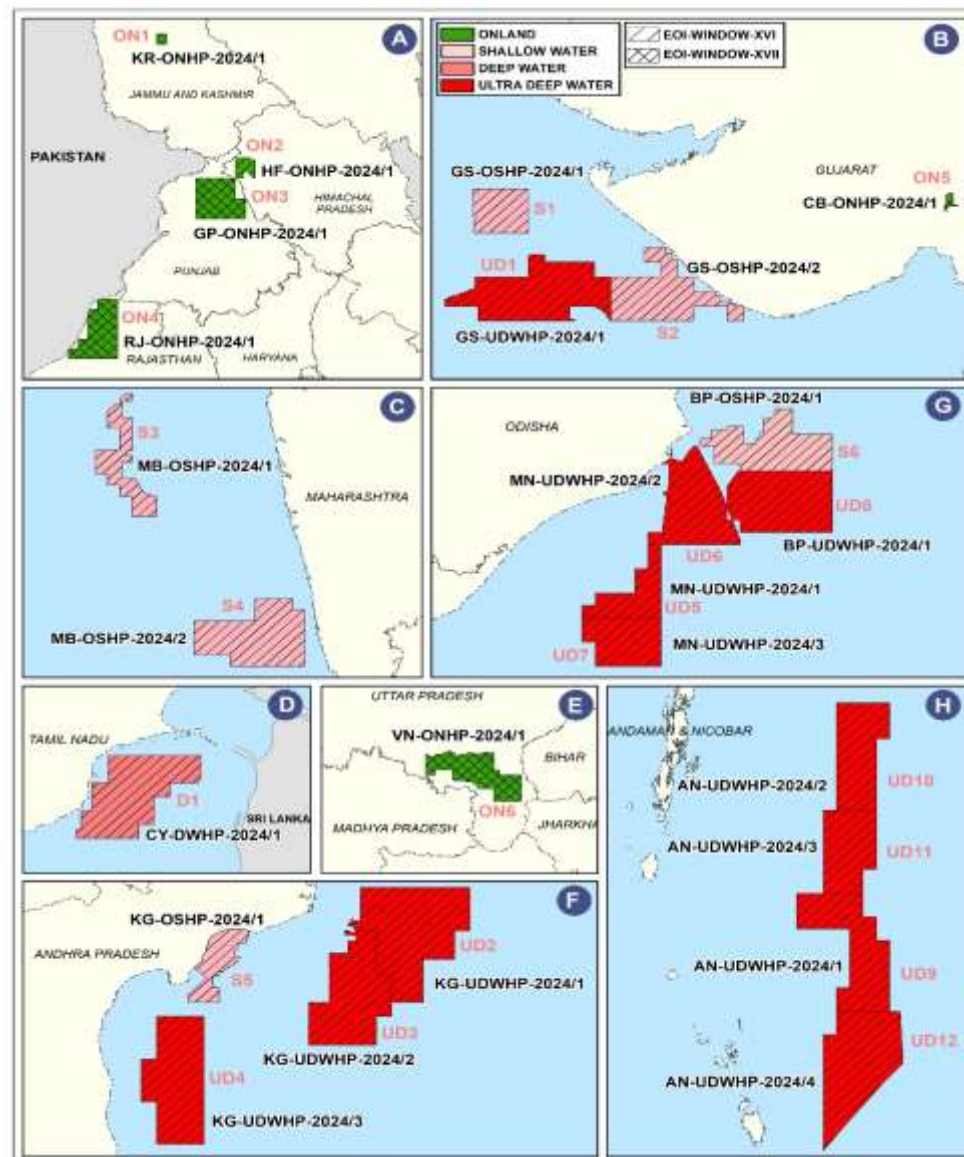 A
ON1
KR-ONHP-2024/1
JAMMU AND KASHMIR
PAKISTAN
ON2
HF-ONHP-2024/1
ON3
HIMACHAL
PRADESH
GP-ONHP-2024/1
PUNJAB
ON4
RJ-ONHP-2024/1
RAJASTHAN
HARYANA
ONLAND
SHALLOW WATER
DEEP WATER
ULTRA DEEP WATER
EOI-WINDOW-XVI
EOI-WINDOW-XVII
B
GS-OSHP-2024/1
S1
GUJARAT
ON5
CB-ONHP-2024/1
UD1
GS-OSHP-2024/2
GS-UDWHP-2024/1
S2
C
S3
MB-OSHP-2024/1
MAHARASHTRA
S4
MB-OSHP-2024/2
G
BP-OSHP-2024/1
ODISHA
S6
MN-UDWHP-2024/2
UD8
BP-UDWHP-2024/1
UD6
MN-UDWHP-2024/1
UD5
MN-UDWHP-2024/3
UD7
D
TAMIL NADU
D1
SRI LANKA
CY-DWHP-2024/1
E
UTTAR PRADESH
VN-ONHP-2024/1
BIHAR
ON6
MADHYA PRADESH
JHARKHA
H
ANDAMAN & NICOBAR
AN-UDWHP-2024/2
UD10
AN-UDWHP-2024/3
UD11
AN-UDWHP-2024/1
UD9
UD12
AN-UDWHP-2024/4
F
KG-OSHP-2024/1
ANDHRA PRADESH
S5
UD2
KG-UDWHP-2024/1
UD3
KG-UDWHP-2024/2
UD4
KG-UDWHP-2024/3